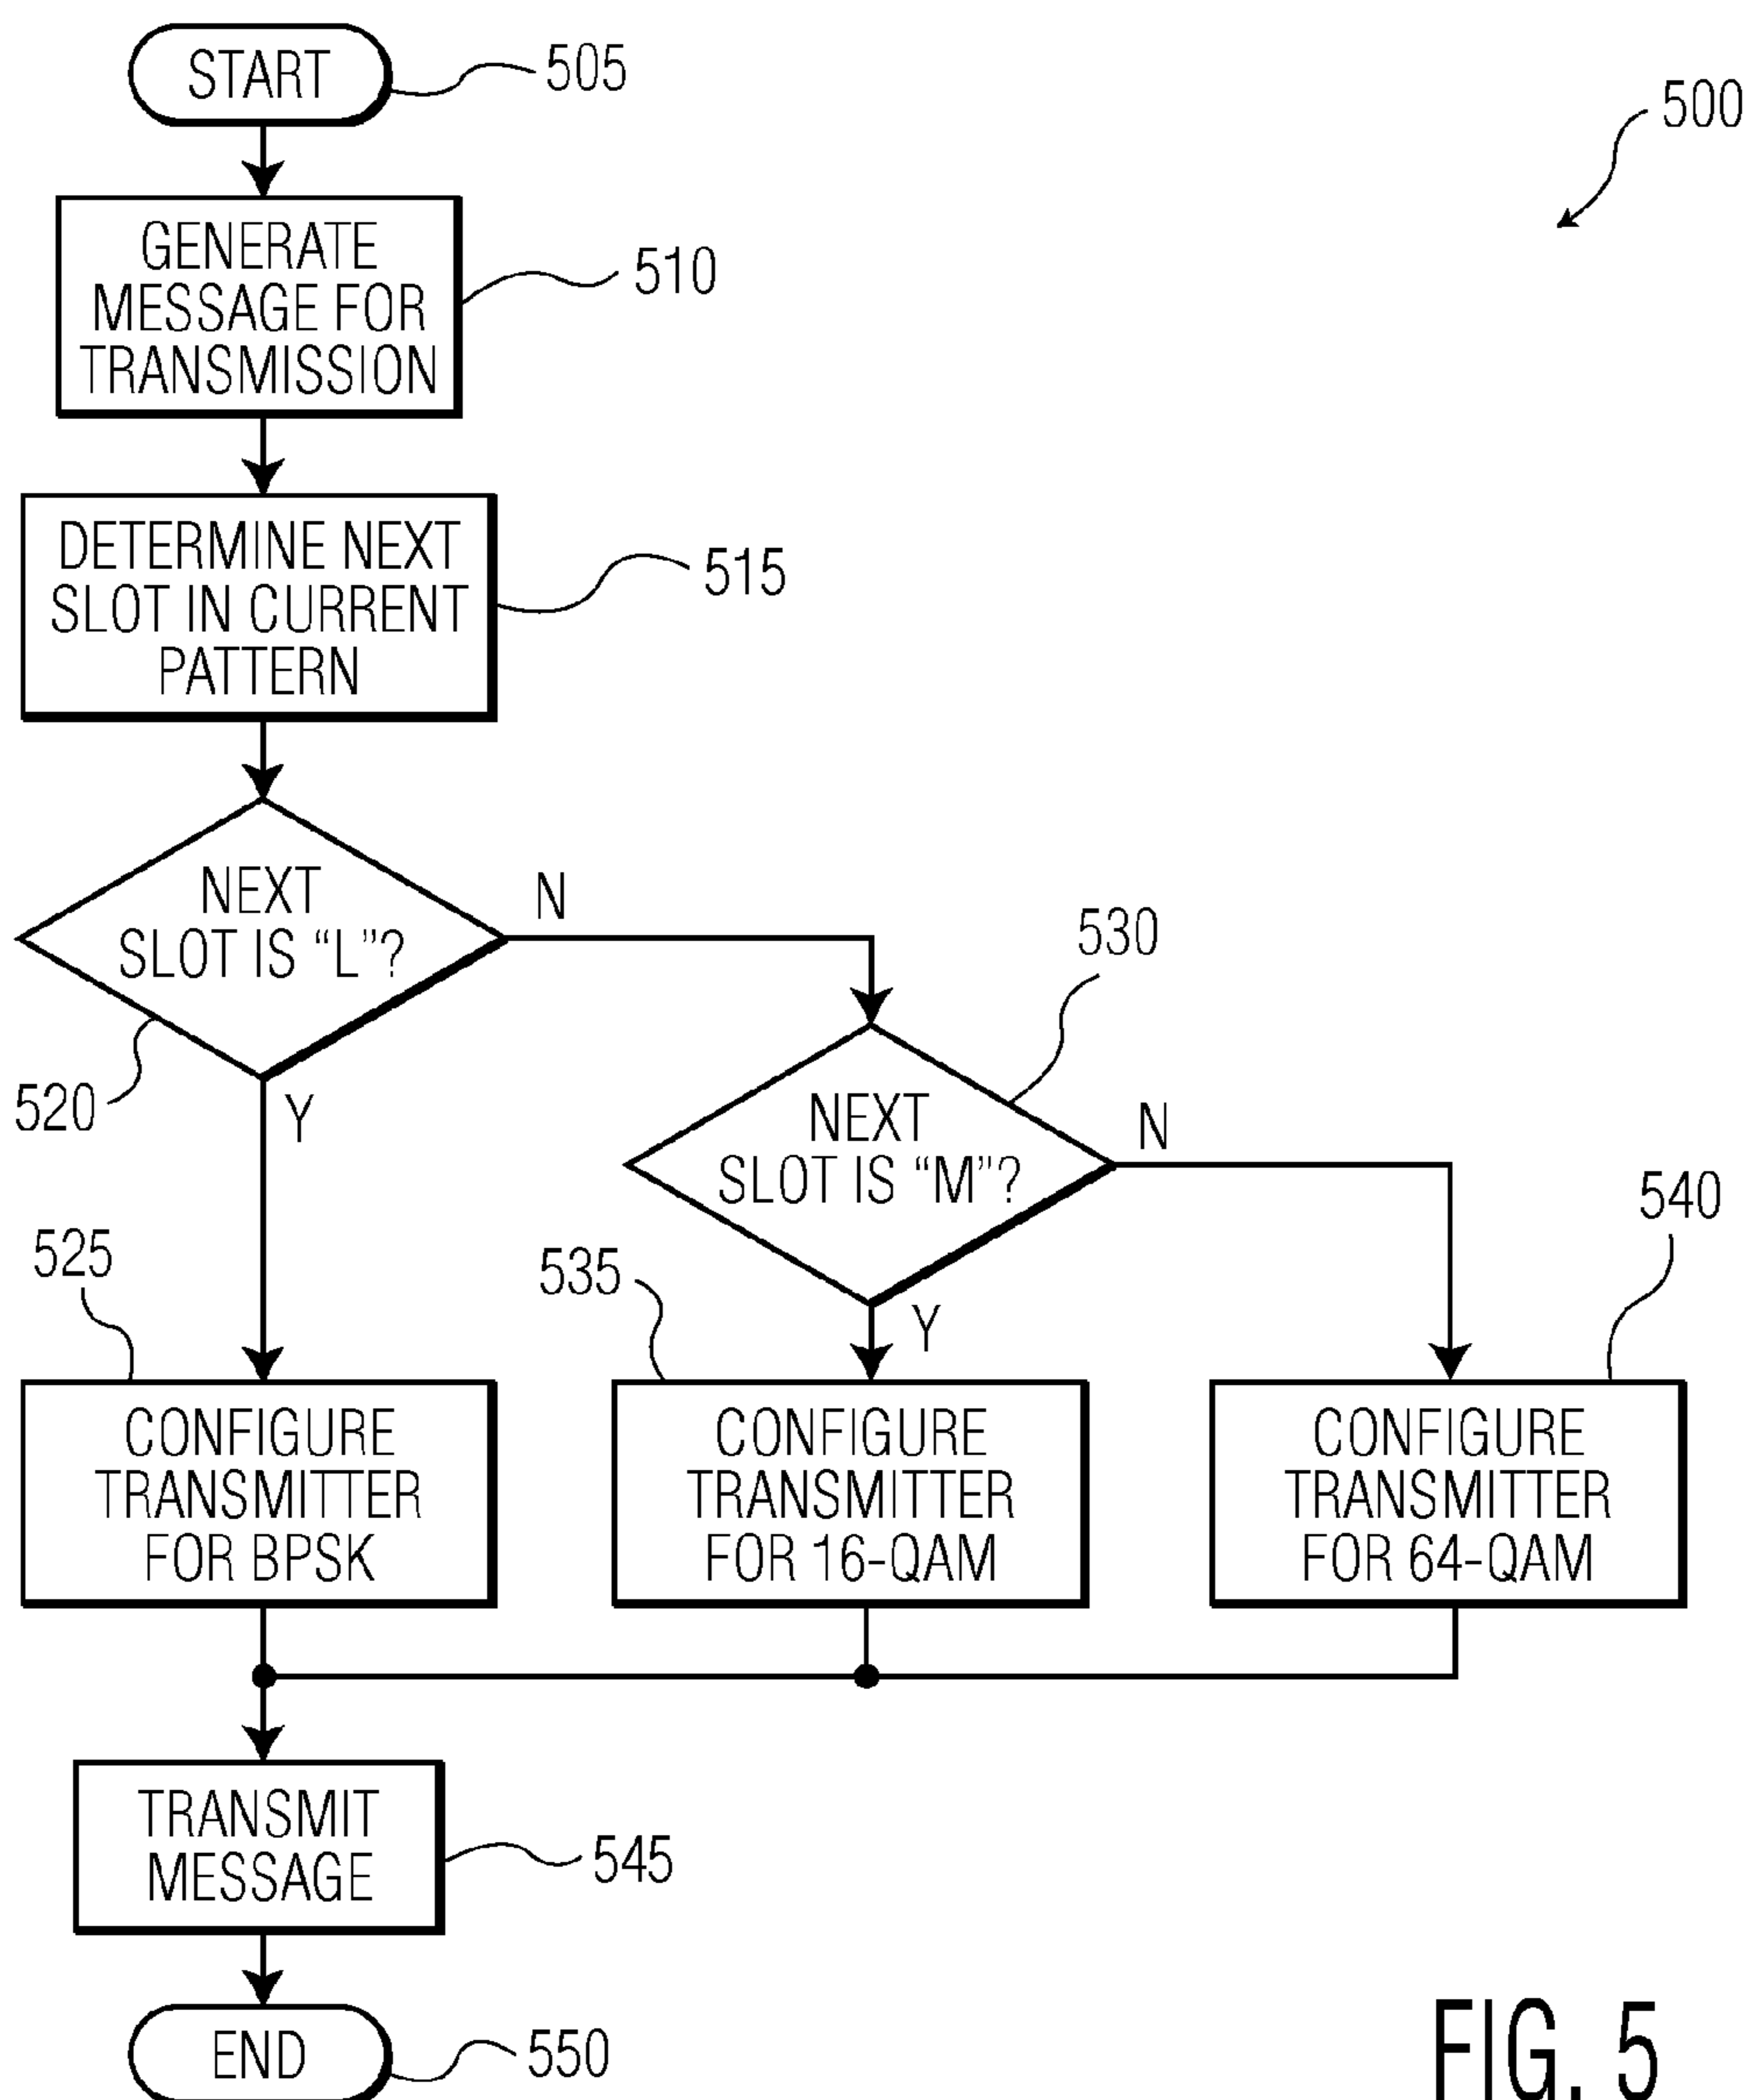 START
505
500
GENERATE
MESSAGE FOR
TRANSMISSION
510
DETERMINE NEXT
SLOT IN CURRENT
PATTERN
515
NEXT
SLOT IS “L”?
N
520
Y
530
NEXT
SLOT IS “M”?
N
Y
525
535
540
CONFIGURE
TRANSMITTER
FOR BPSK
CONFIGURE
TRANSMITTER
FOR 16-QAM
CONFIGURE
TRANSMITTER
FOR 64-QAM
TRANSMIT
MESSAGE
545
END
550
FIG. 5